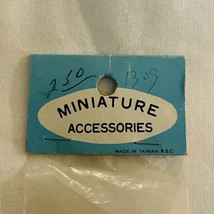 2 50 1309
MINIATURE
ACCESSORIES
MADE IN TAIWAN R.O.C.